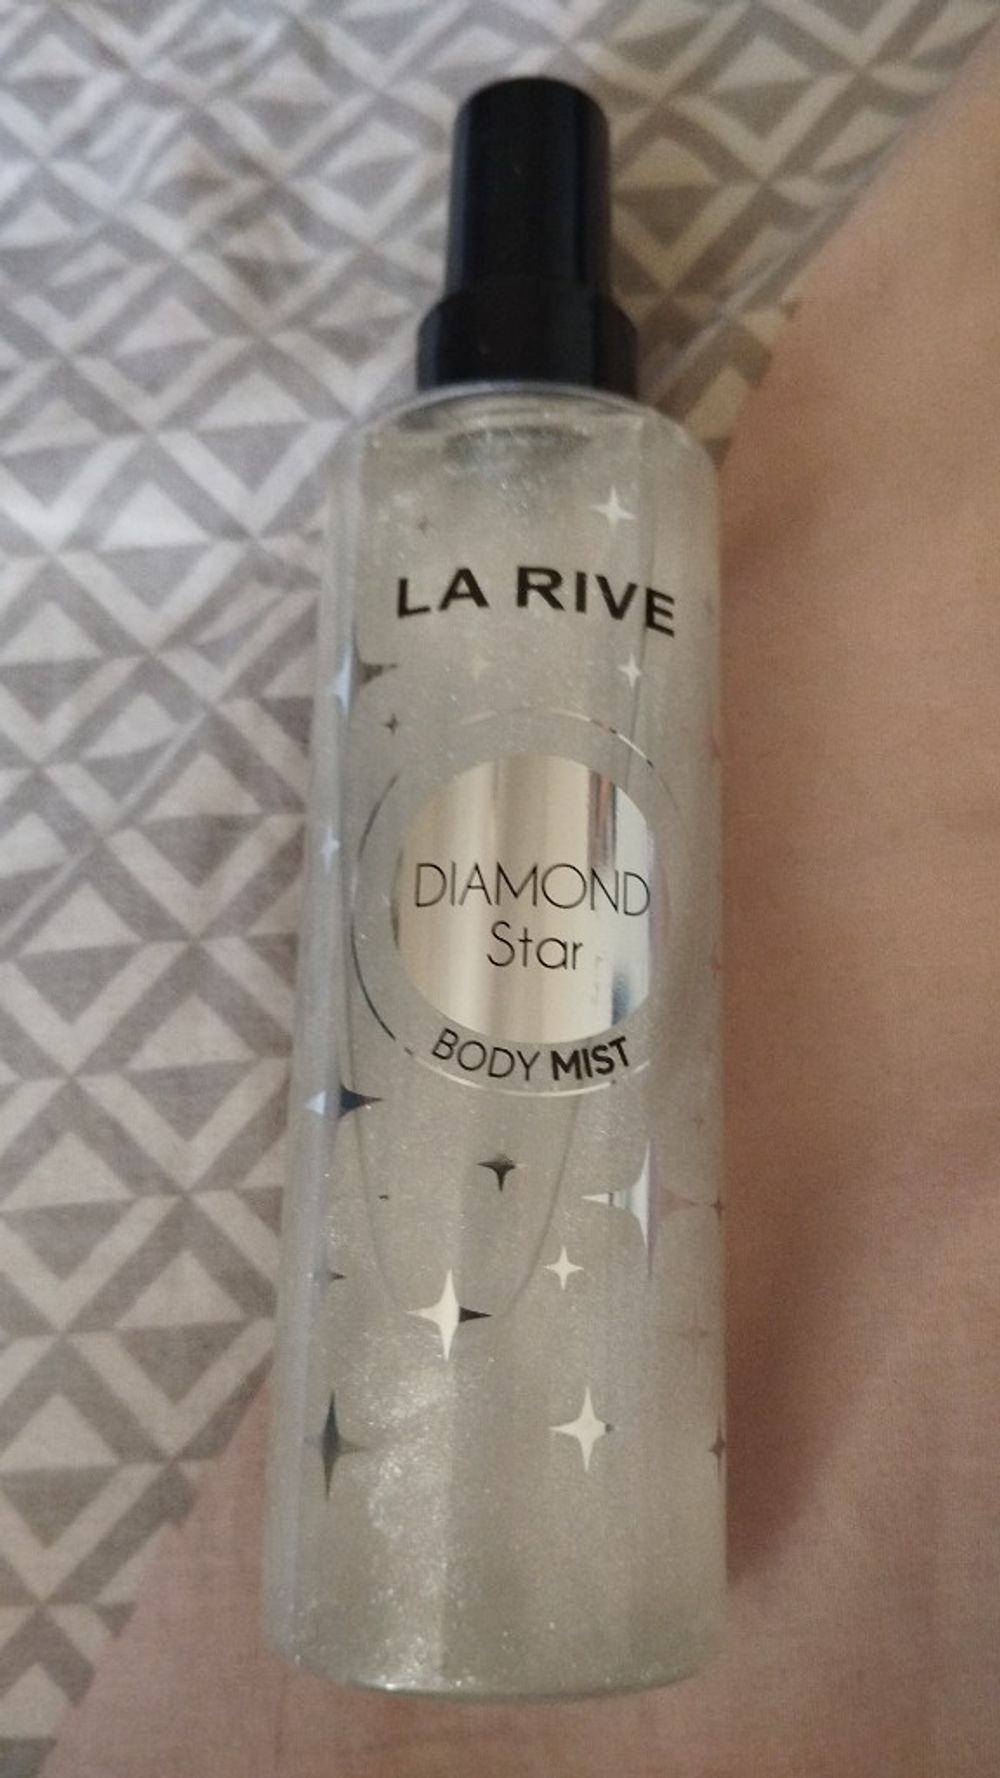 LA RIVE
DIAMOND
Star
BODY MIST